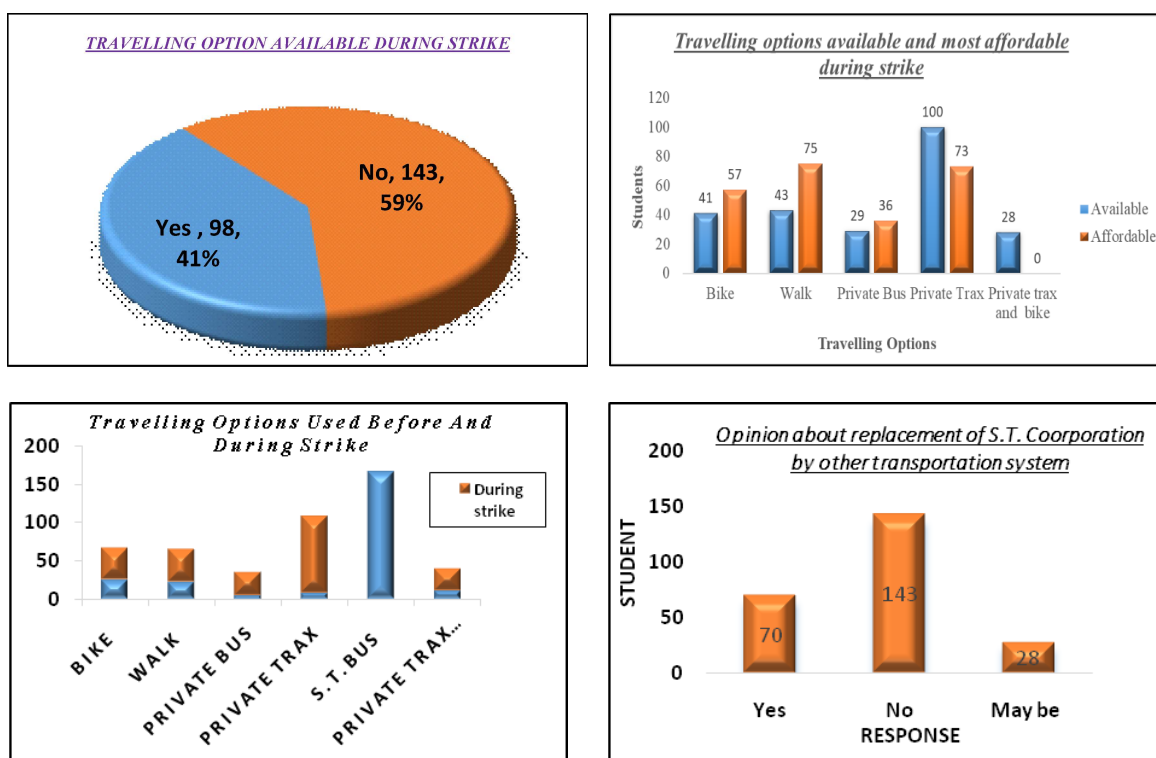 TRAVELLING OPTION AVAILABLE DURING STRIKE
No, 143,
59%
Yes , 98,
41%
Travelling options available and most affordable
during strike
Students
120
100
80
60
40
20
0
41
57
43
75
29
36
100
73
28
0
Available
Affordable
Bike
Walk
Private Bus
Private Trax
Private trax
and bike
Travelling Options
Travelling Options Used Before And
During Strike
200
150
100
50
0
During
strike
BIKE
WALK
PRIVATE BUS
PRIVATE TRAX
S.T.BUS
PRIVATE TRAX...
Opinion about replacement of S.T. Coorporation
by other transportation system
STUDENT
200
150
100
50
0
70
143
28
Yes
No
May be
RESPONSE